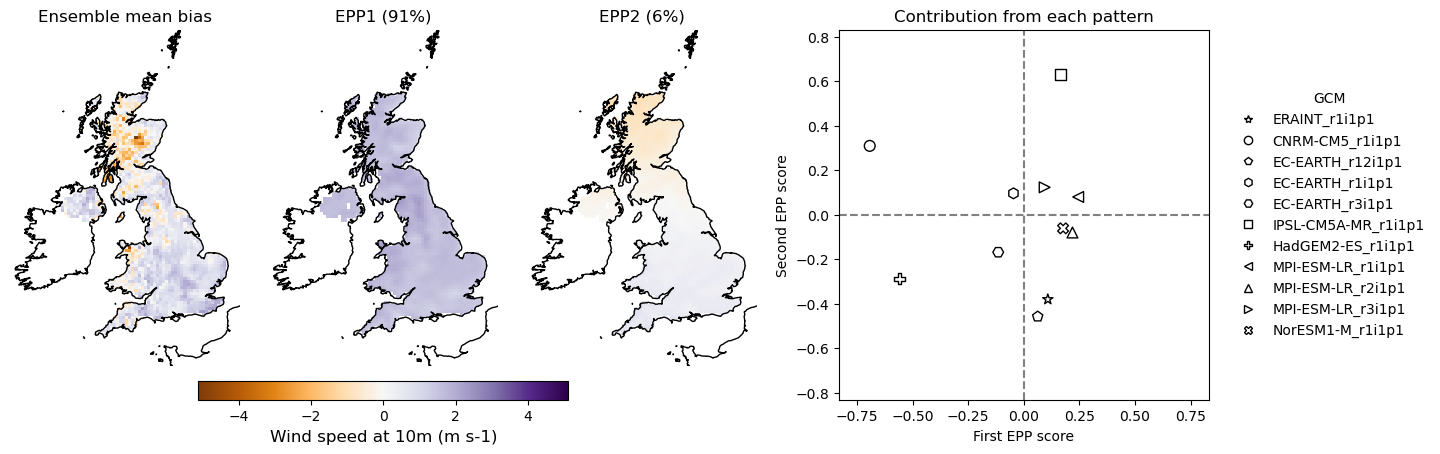 Ensemble mean bias
EPP1 (91%)
EPP2 (6%)
−4
−2
0
2
4
Wind speed at 10m (m s-1)
Contribution from each pattern
0.8
0.6
0.4
0.2
0.0
−0.2
−0.4
−0.6
−0.8
Second EPP score
−0.75
−0.50
−0.25
0.00
0.25
0.50
0.75
First EPP score
GCM
ERAINT_r1i1p1
CNRM-CM5_r1i1p1
EC-EARTH_r12i1p1
EC-EARTH_r1i1p1
EC-EARTH_r3i1p1
IPSL-CM5A-MR_r1i1p1
HadGEM2-ES_r1i1p1
MPI-ESM-LR_r1i1p1
MPI-ESM-LR_r2i1p1
MPI-ESM-LR_r3i1p1
NorESM1-M_r1i1p1